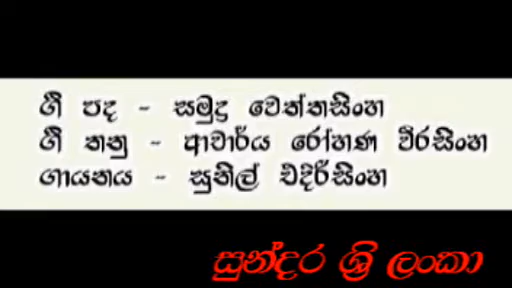 ගී පද - සමුද්‍ර වෙත්තසිංහ
ගී තනු - ආචාර්ය රෝහණ වීරසිංහ
ගායනය - සුනිල් එදිරිසිංහ
සුන්දර ශ්‍රී ලංකා